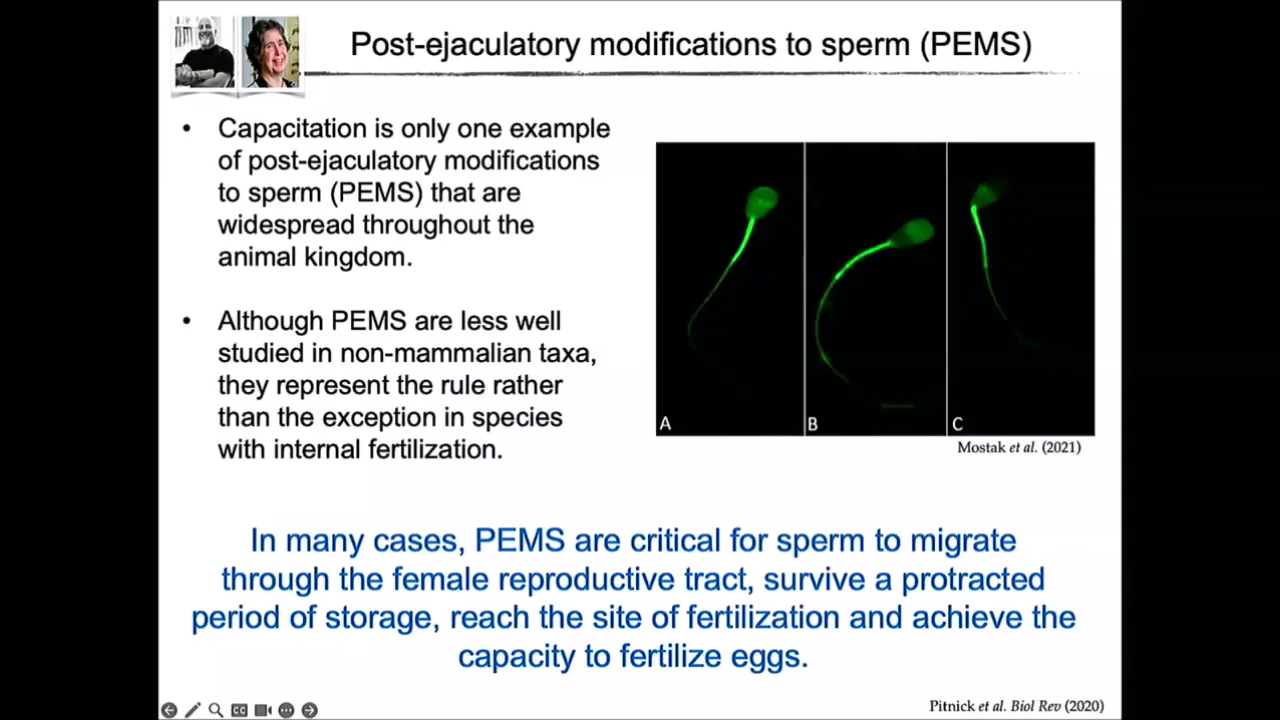 Post-ejaculatory modifications to sperm (PEMS)
• Capacitation is only one example
of post-ejaculatory modifications
to sperm (PEMS) that are
widespread throughout the
animal kingdom.
• Although PEMS are less well
studied in non-mammalian taxa,
they represent the rule rather
than the exception in species
with internal fertilization.
A
B
C
Mostak et al. (2021)
In many cases, PEMS are critical for sperm to migrate
through the female reproductive tract, survive a protracted
period of storage, reach the site of fertilization and achieve the
capacity to fertilize eggs.
CC
Pitnick et al. Biol Rev (2020)